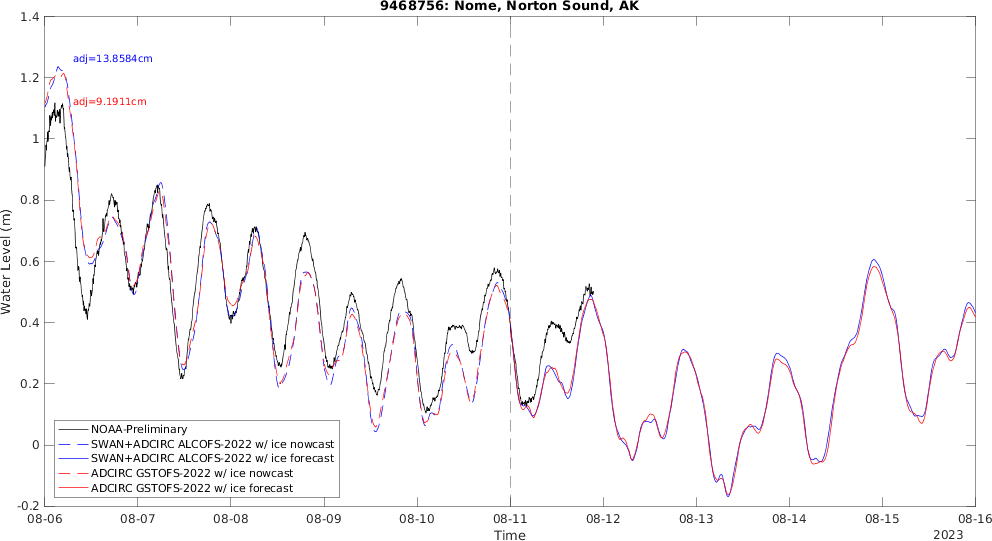 9468756: Nome, Norton Sound, AK
1.4
adj=13.8584cm
1.2
adj=9.1911cm
1
0.8
0.6
Water Level (m)
0.4
0.2
0
-0.2
NOAA-Preliminary
SWAN+ADCIRC ALCOFS-2022 w/ ice nowcast
SWAN+ADCIRC ALCOFS-2022 w/ ice forecast
ADCIRC GSTOFS-2022 w/ ice nowcast
ADCIRC GSTOFS-2022 w/ ice forecast
08-06 08-07 08-08 08-09 08-10 08-11 08-12 08-13 08-14 08-15 08-16
Time
2023